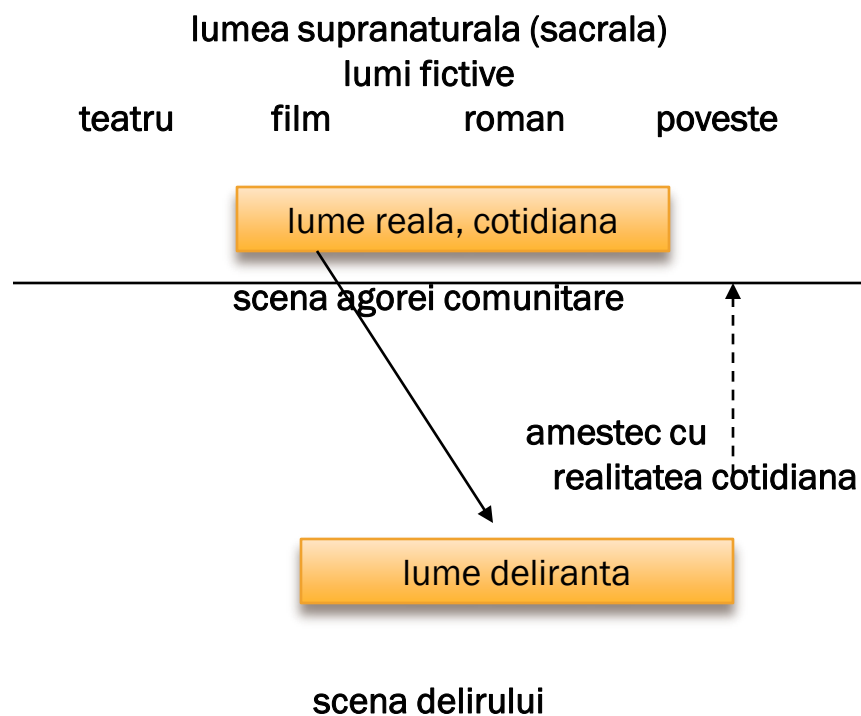 lumea supranaturala (sacrala)
lumi fictive
teatru film roman poveste
lume reala, cotidiana
scena agorei comunitare
amestec cu
realitatea cotidiana
lume deliranta
scena delirului